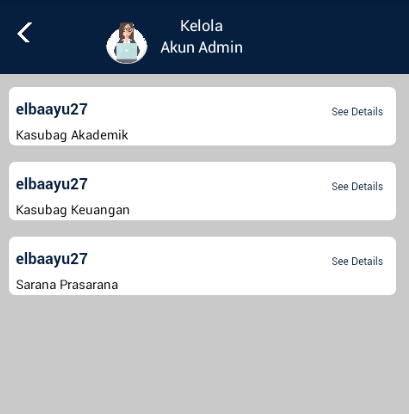 Kelola
Akun Admin
elbaayu27
See Details
Kasubag Akademik
elbaayu27
See Details
Kasubag Keuangan
elbaayu27
See Details
Sarana Prasarana